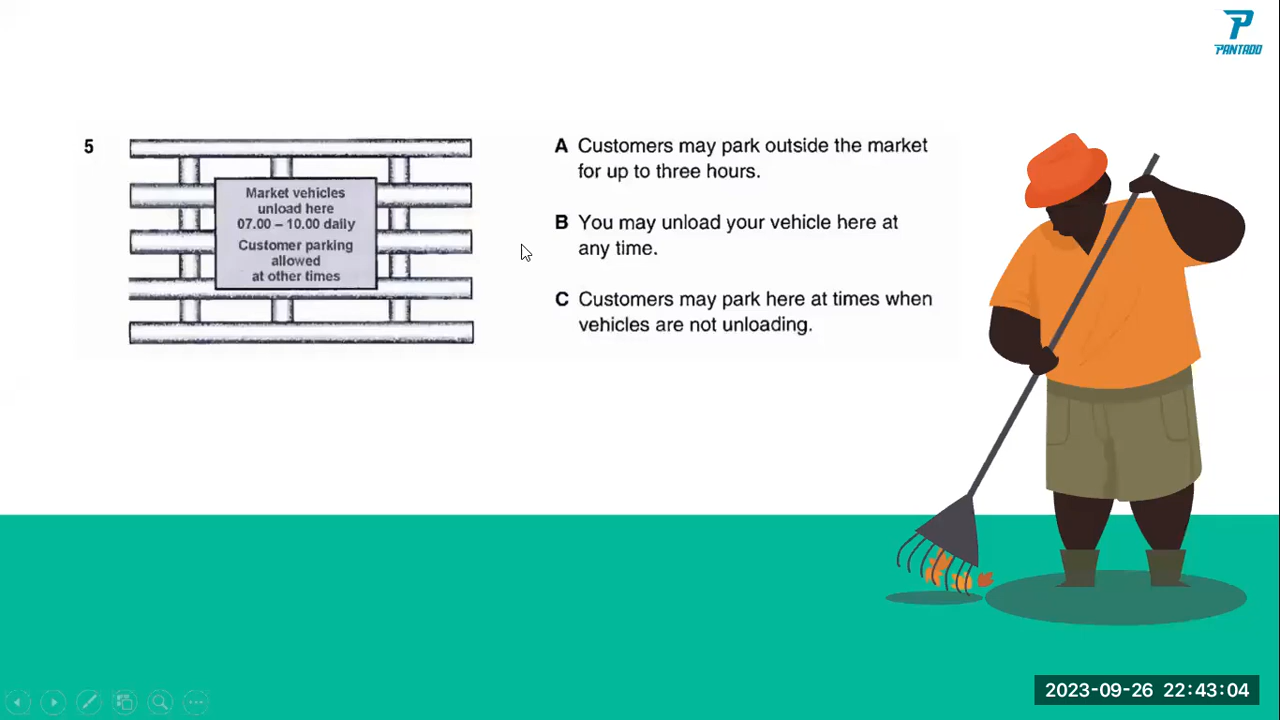 PANTADO
5
Market vehicles
unload here
07.00 – 10.00 daily
Customer parking
allowed
at other times
A Customers may park outside the market
for up to three hours.
B You may unload your vehicle here at
any time.
C Customers may park here at times when
vehicles are not unloading.
2023-09-26 22:43:04